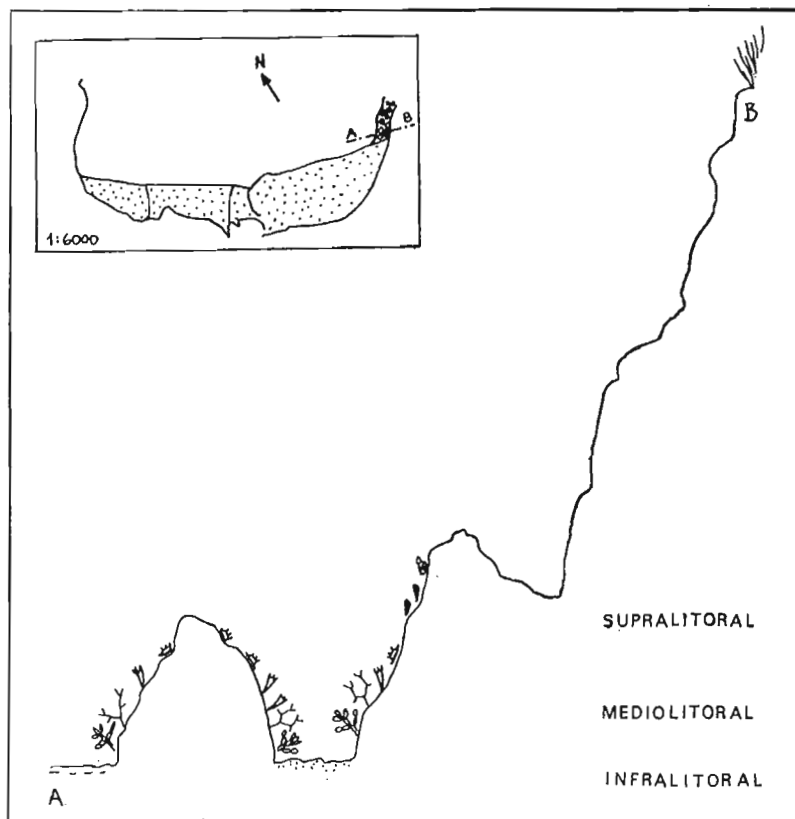 N
A B
1:6000
B
SUPRALITORAL
MEDIOLITORAL
INFRALITORAL
A